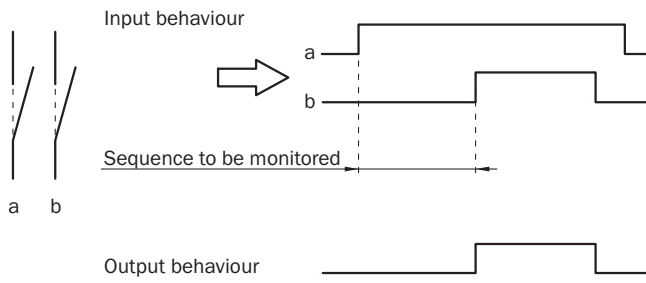 Input behaviour
a
b
Sequence to be monitored
a b
Output behaviour